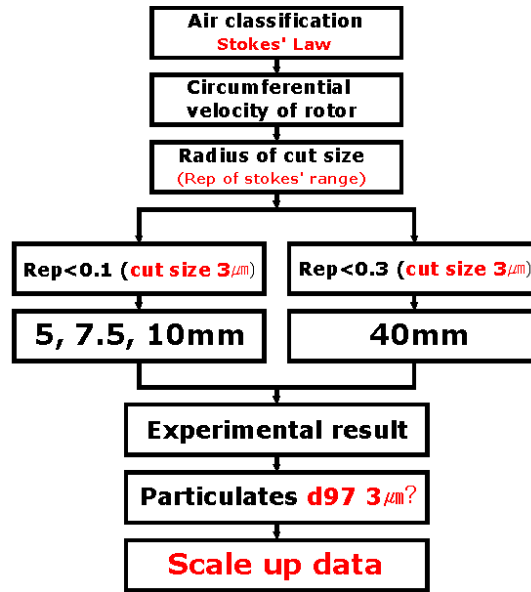 Air classification
Stokes' Law
Circumferential
velocity of rotor
Radius of cut size
(Rep of stokes' range)
Rep<0.1 (cut size 3㎛)
Rep<0.3 (cut size 3㎛)
5, 7.5, 10mm
40mm
Experimental result
Particulates d97 3㎛?
Scale up data